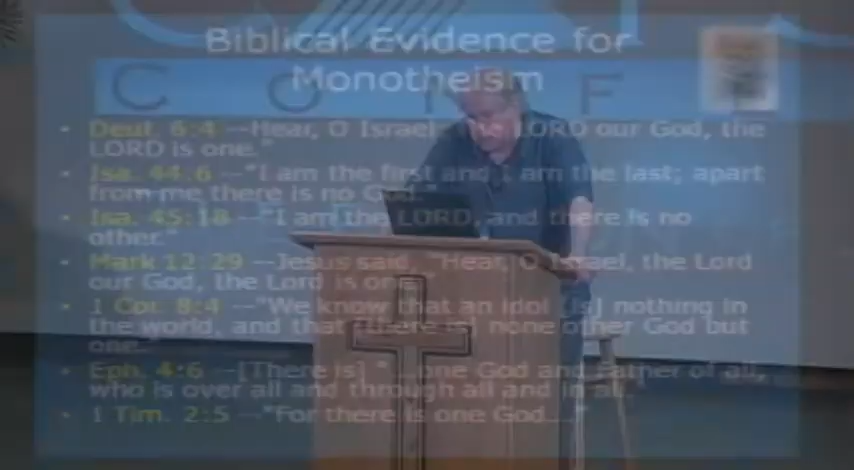 Biblical Evidence for
Monotheism
C O N F
• Deut. 6:4 --Hear, O Israel LORD our God, the
LORD is one."
• Isa. 44:6 --"I am the first and I am the last; apart
from me there is no God."
• Isa. 45:18 --"I am the LORD, and there is no
other."
• Mark 12:29 --Jesus said, "Hear, O Israel, the Lord
our God, the Lord is one
• 1 Cor. 8:4 --"We know that an idol [is] nothing in
the world, and that [there is] none other God but
one."
• Eph. 4:6 --[There is] "...one God and Father of all,
who is over all and through all and in all.
• 1 Tim. 2:5 --"For there is one God..."